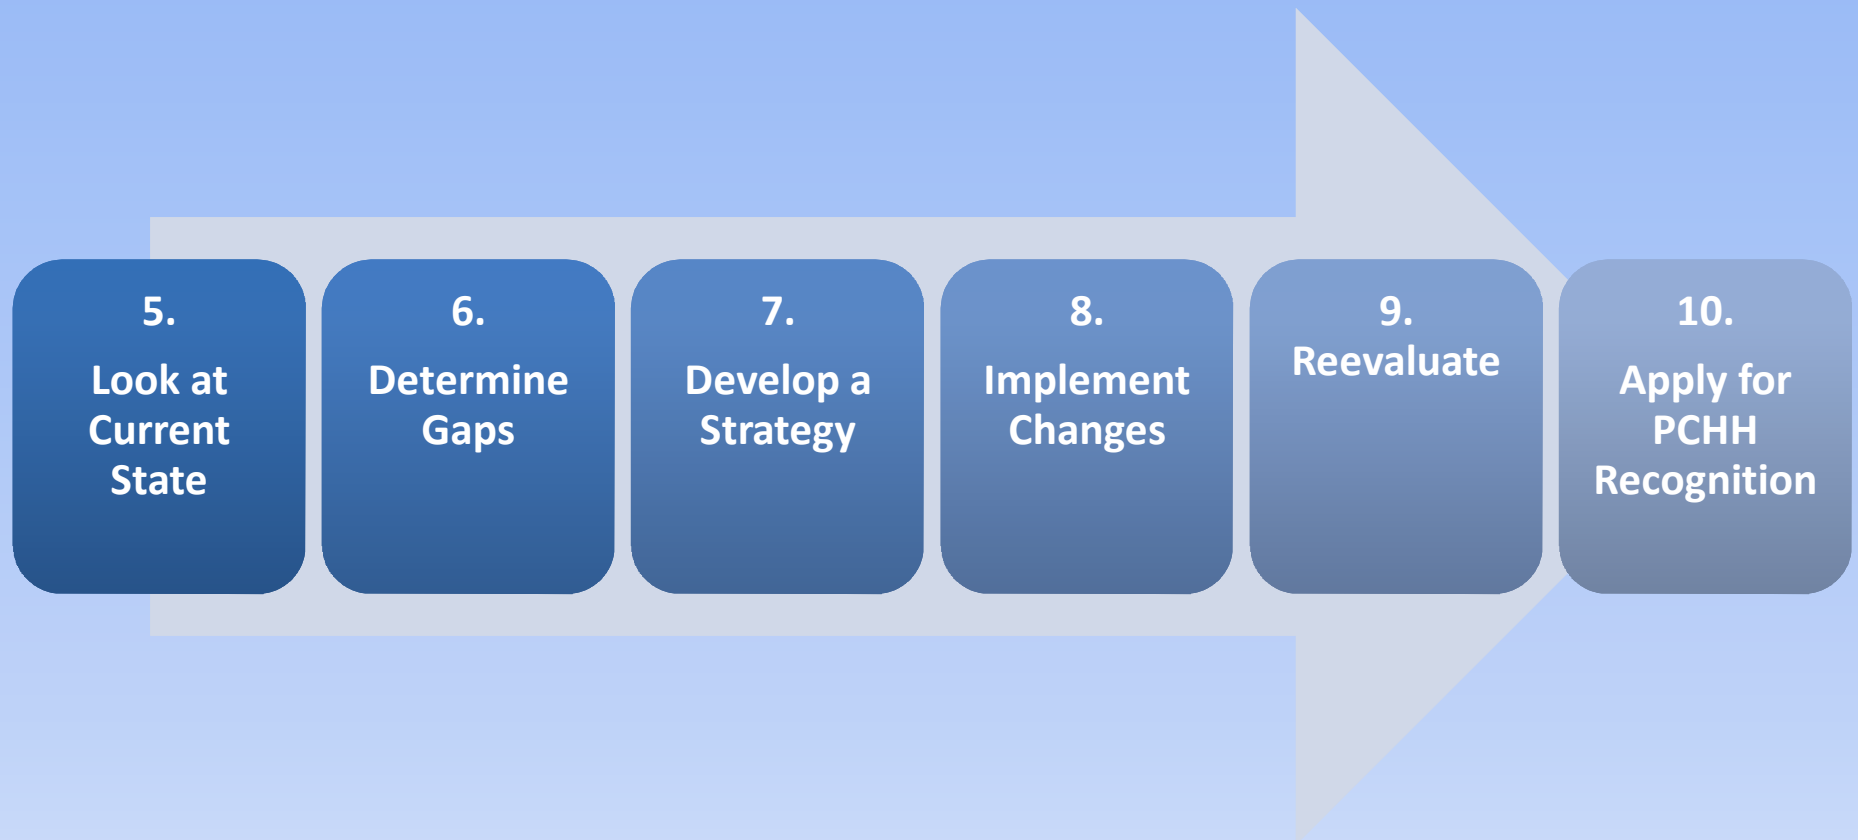 5.
Look at
Current
State
6.
Determine
Gaps
7.
Develop a
Strategy
8.
Implement
Changes
9.
Reevaluate
10.
Apply for
PCHH
Recognition